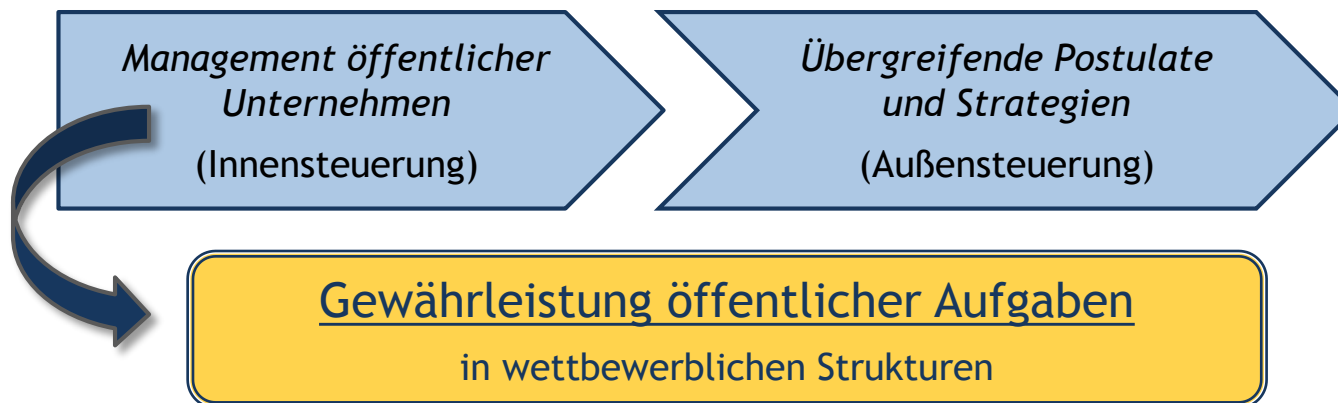 Management öffentlicher
Unternehmen
(Innensteuerung)
Übergreifende Postulate
und Strategien
(Außensteuerung)
Gewährleistung öffentlicher Aufgaben
in wettbewerblichen Strukturen